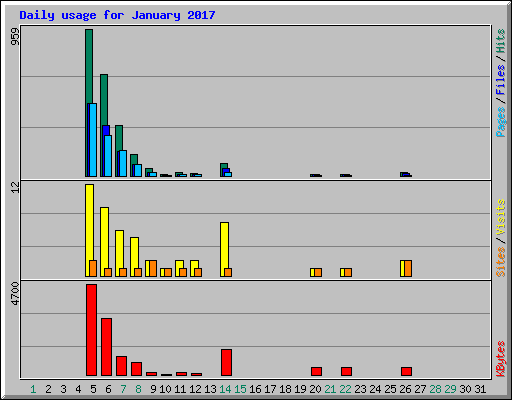 Daily usage for January 2017
959
Pages / Files / Hits
12
Sites / Visits
4700
KBytes
1 2 3 4 5 6 7 8 9 10 11 12 13 14 15 16 17 18 19 20 21 22 23 24 25 26 27 28 29 30 31